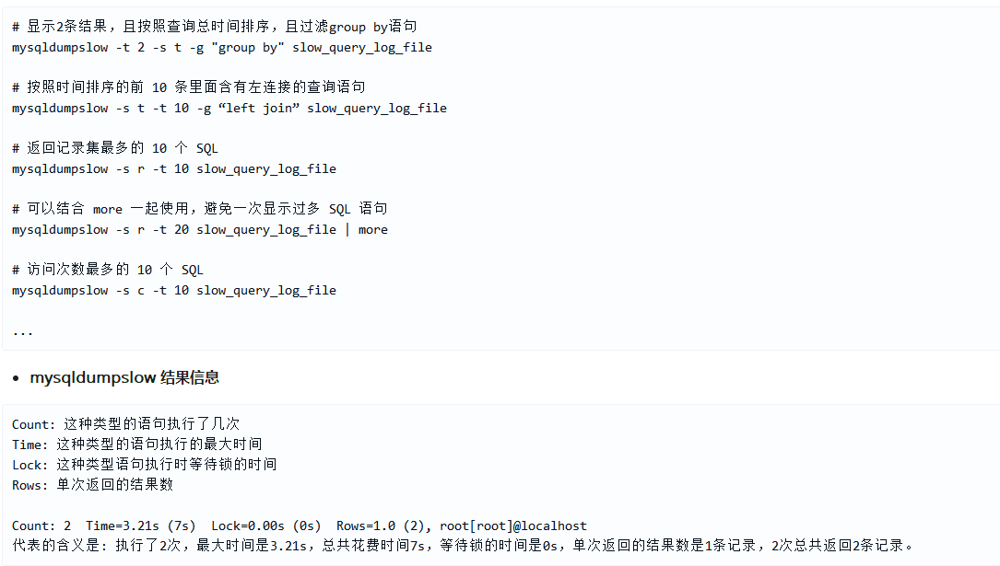 # 显示2条结果，且按照查询总时间排序，且过滤group by语句
mysqldumpslow -t 2 -s t -g "group by" slow_query_log_file
# 按照时间排序的前 10 条里面含有左连接的查询语句
mysqldumpslow -s t -t 10 -g “left join” slow_query_log_file
# 返回记录集最多的 10 个 SQL
mysqldumpslow -s r -t 10 slow_query_log_file
# 可以结合 more 一起使用，避免一次显示过多 SQL 语句
mysqldumpslow -s r -t 20 slow_query_log_file | more
# 访问次数最多的 10 个 SQL
mysqldumpslow -s c -t 10 slow_query_log_file
...
• mysqldumpslow 结果信息
Count: 这种类型的语句执行了几次
Time: 这种类型的语句执行的最大时间
Lock: 这种类型语句执行时等待锁的时间
Rows: 单次返回的结果数
Count: 2  Time=3.21s (7s)  Lock=0.00s (0s)  Rows=1.0 (2), root[root]@localhost
代表的含义是: 执行了2次，最大时间是3.21s，总共花费时间7s，等待锁的时间是0s，单次返回的结果数是1条记录，2次总共返回2条记录。